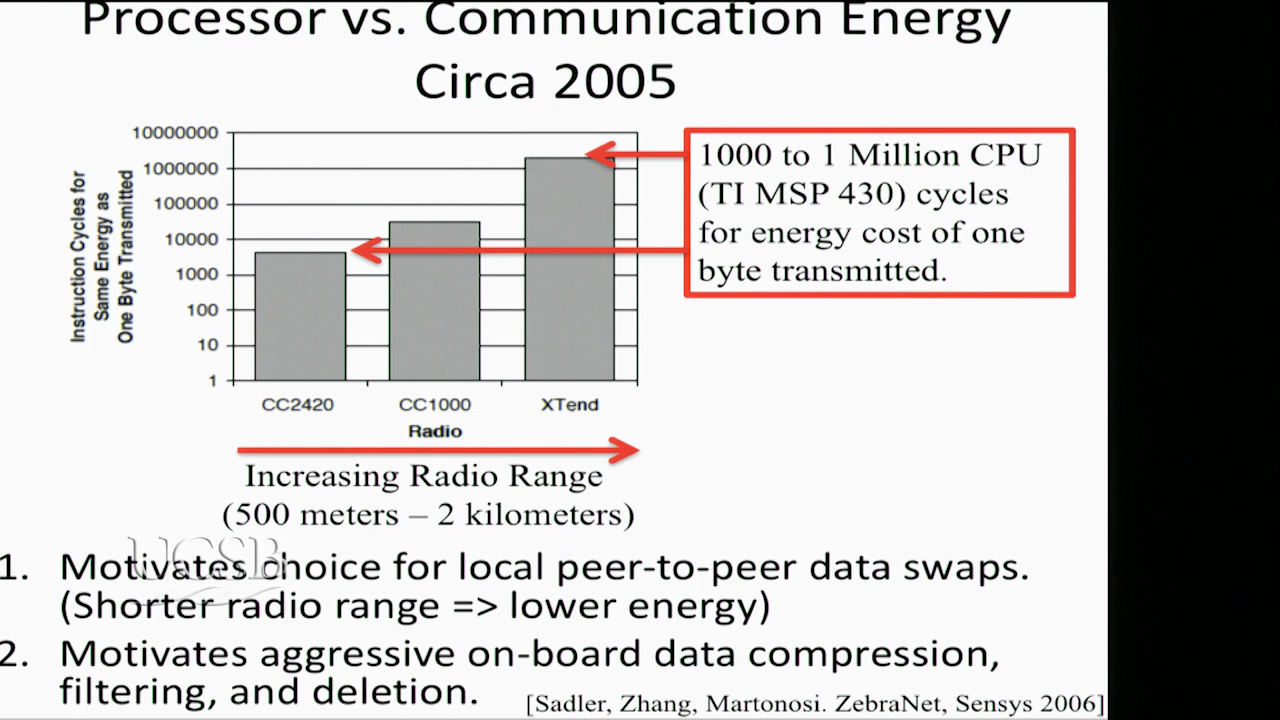 Processor vs. Communication Energy
Circa 2005
10000000
1000000
100000
10000
1000
100
10
1
Instruction Cycles for
Same Energy as
One Byte Transmitted
CC2420
CC1000
XTend
Radio
1000 to 1 Million CPU
(TI MSP 430) cycles
for energy cost of one
byte transmitted.
Increasing Radio Range
(500 meters – 2 kilometers)
UCSB
1. Motivates choice for local peer-to-peer data swaps.
(Shorter radio range => lower energy)
2. Motivates aggressive on-board data compression,
filtering, and deletion.
[Sadler, Zhang, Martonosi. ZebraNet, Sensys 2006]